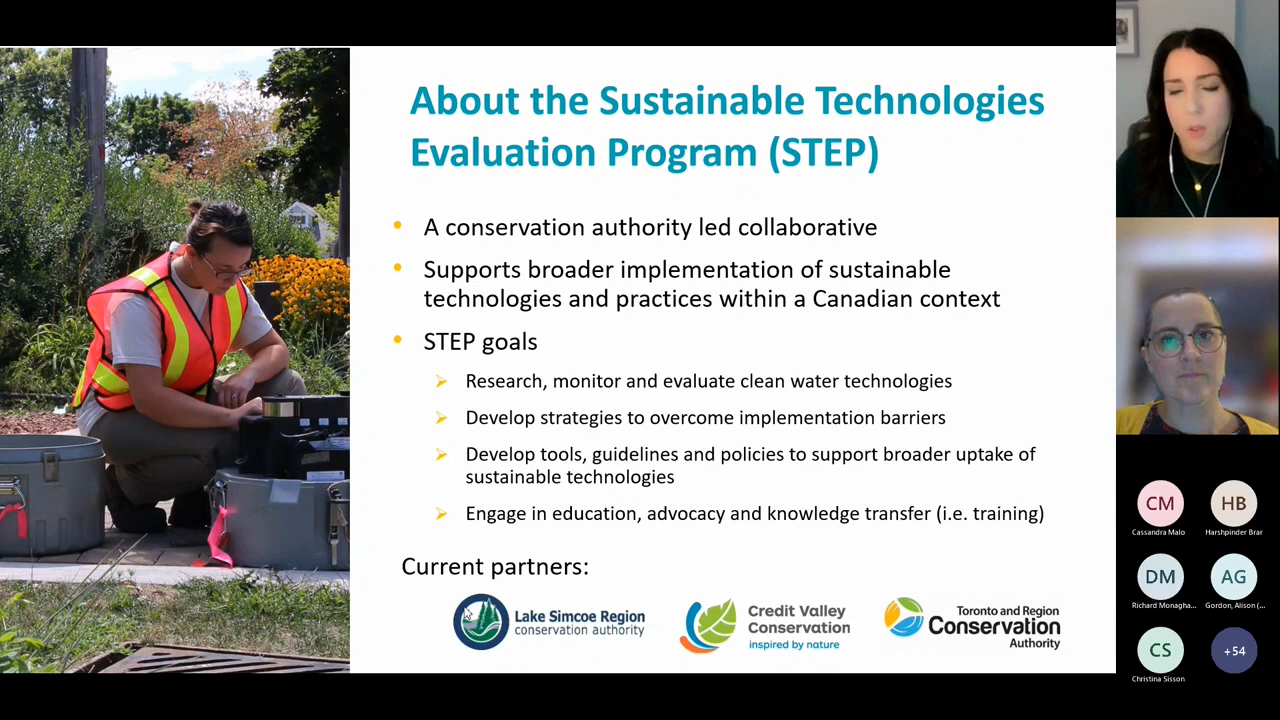 About the Sustainable Technologies
Evaluation Program (STEP)
A conservation authority led collaborative
Supports broader implementation of sustainable
technologies and practices within a Canadian context
STEP goals
Research, monitor and evaluate clean water technologies
Develop strategies to overcome implementation barriers
Develop tools, guidelines and policies to support broader uptake of
sustainable technologies
Engage in education, advocacy and knowledge transfer (i.e. training)
Current partners:
Lake Simcoe Region
conservation authority
Credit Valley
Conservation
inspired by nature
Toronto and Region
Conservation
Authority
CM
Cassandra Malo
HB
Harshpinder Brar
DM
Richard Monagha...
AG
Gordon, Alison (...
CS
Christina Sisson
+54